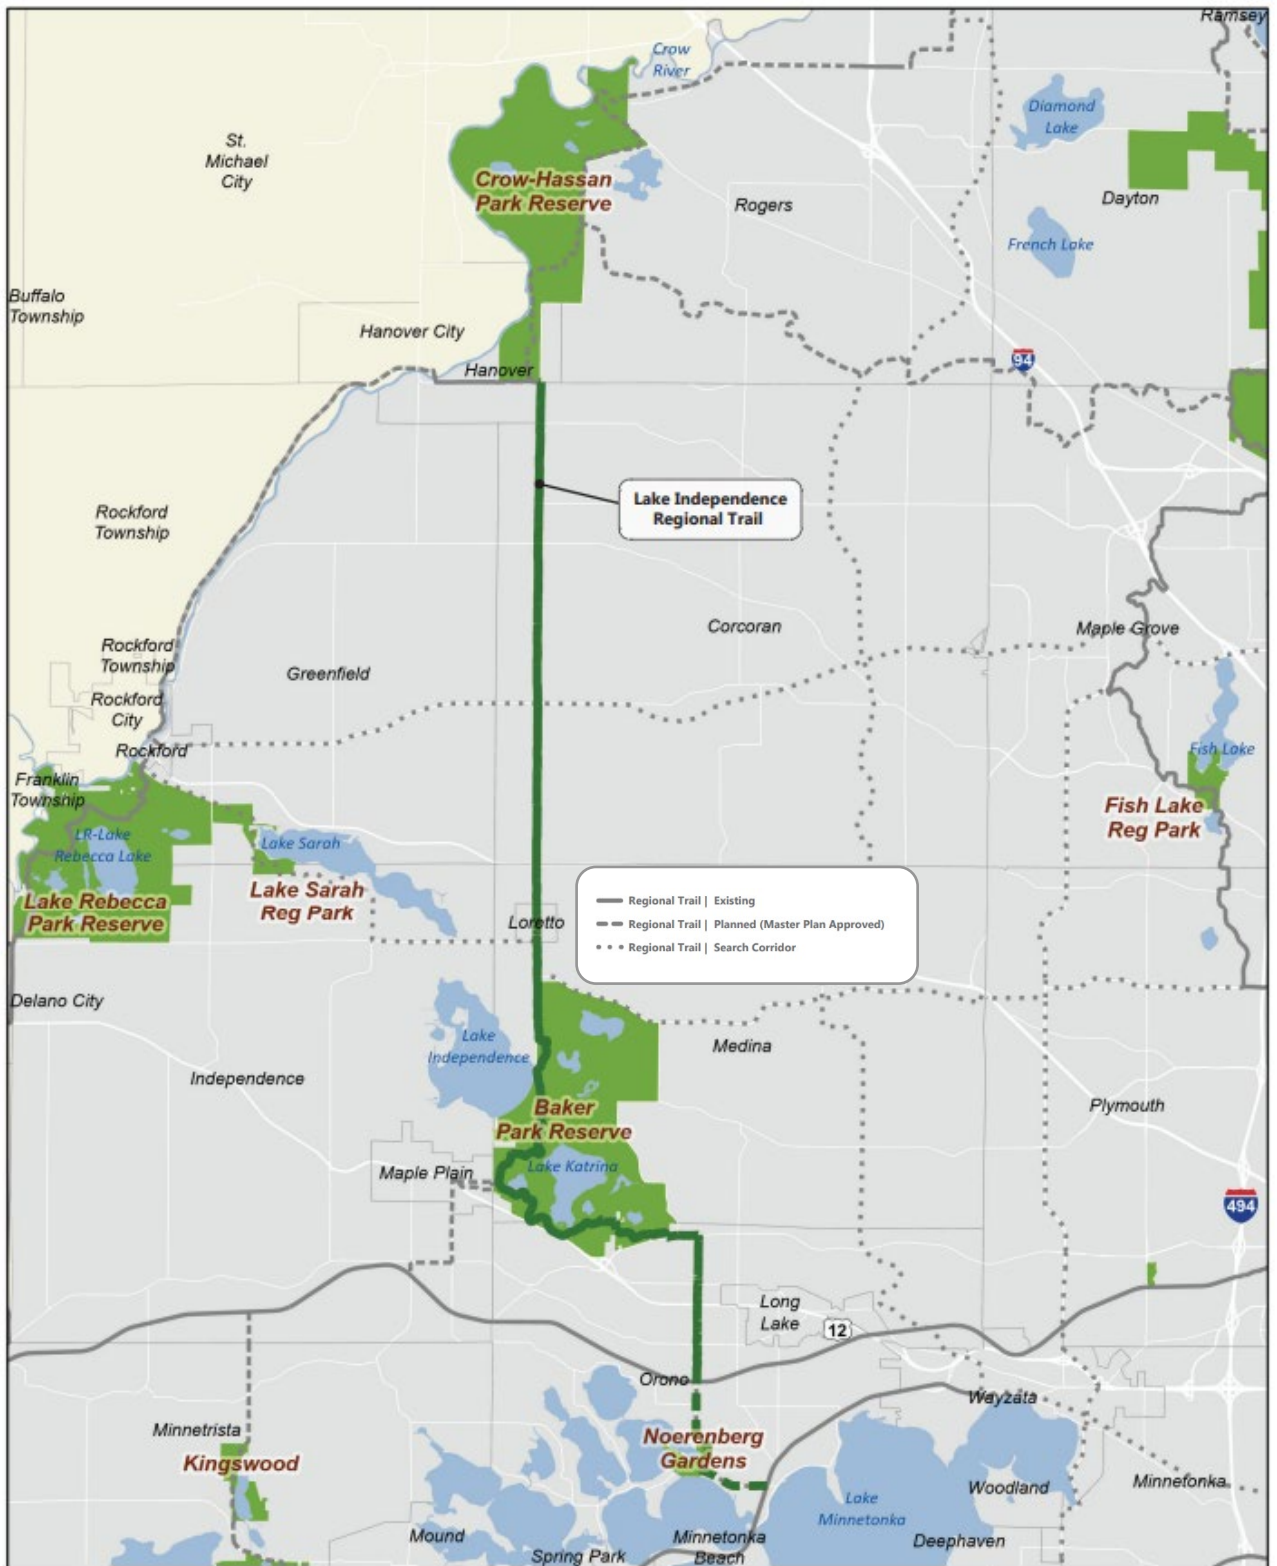 Ramsey
Crow
River
Diamond
Lake
St.
Michael
City
Crow-Hassan
Park Reserve
Rogers
Dayton
French Lake
Buffalo
Township
Hanover City
94
Hanover
Lake Independence
Regional Trail
Rockford
Township
Corcoran
Maple Grove
Rockford
Township
Greenfield
Rockford
City
Rockford
Fish Lake
Franklin
Township
Fish Lake
Reg Park
LR-Lake
Rebecca Lake
Lake Sarah
Lake Rebecca
Park Reserve
Lake Sarah
Reg Park
Regional Trail | Existing
Regional Trail | Planned (Master Plan Approved)
Regional Trail | Search Corridor
Loretto
Delano City
Lake
Independence
Medina
Independence
Baker
Park Reserve
Plymouth
Maple Plain
Lake Katrina
494
Long
Lake
12
Orono
Wayzata
Minnetrista
Kingswood
Noerenberg
Gardens
Woodland
Minnetonka
Lake
Minnetonka
Mound
Minnetonka
Beach
Deephaven
Spring Park